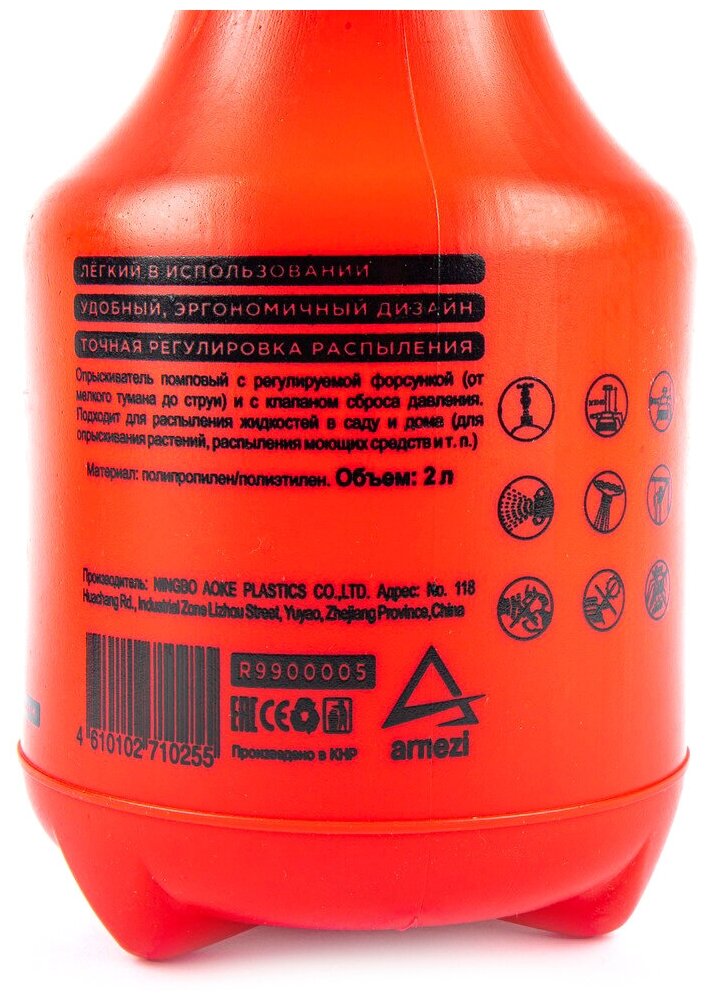 ЛЁГКИЙ В ИСПОЛЬЗОВАНИИ
УДОБНЫЙ, ЭРГОНОМИЧНЫЙ ДИЗАЙН
ТОЧНАЯ РЕГУЛИРОВКА РАСПЫЛЕНИЯ
Опрыскиватель помповый с регулируемой форсункой (от
мелкого тумана до струи) и с клапаном сброса давления.
Подходит для распыления жидкостей в саду и дома (для
опрыскивания растений, распыления моющих средств и т. п.)
Материал: полипропилен/полиэтилен. Объем: 2 л
Производитель: NINGBO AOKE PLASTICS CO.,LTD. Адрес: No. 118
Huachang Rd., Industrial Zone Lizhou Street, Yuyao, Zhejiang Province,China
R9900005
EAC CE
4 610102 710255
Произведено в КНР
arnezi